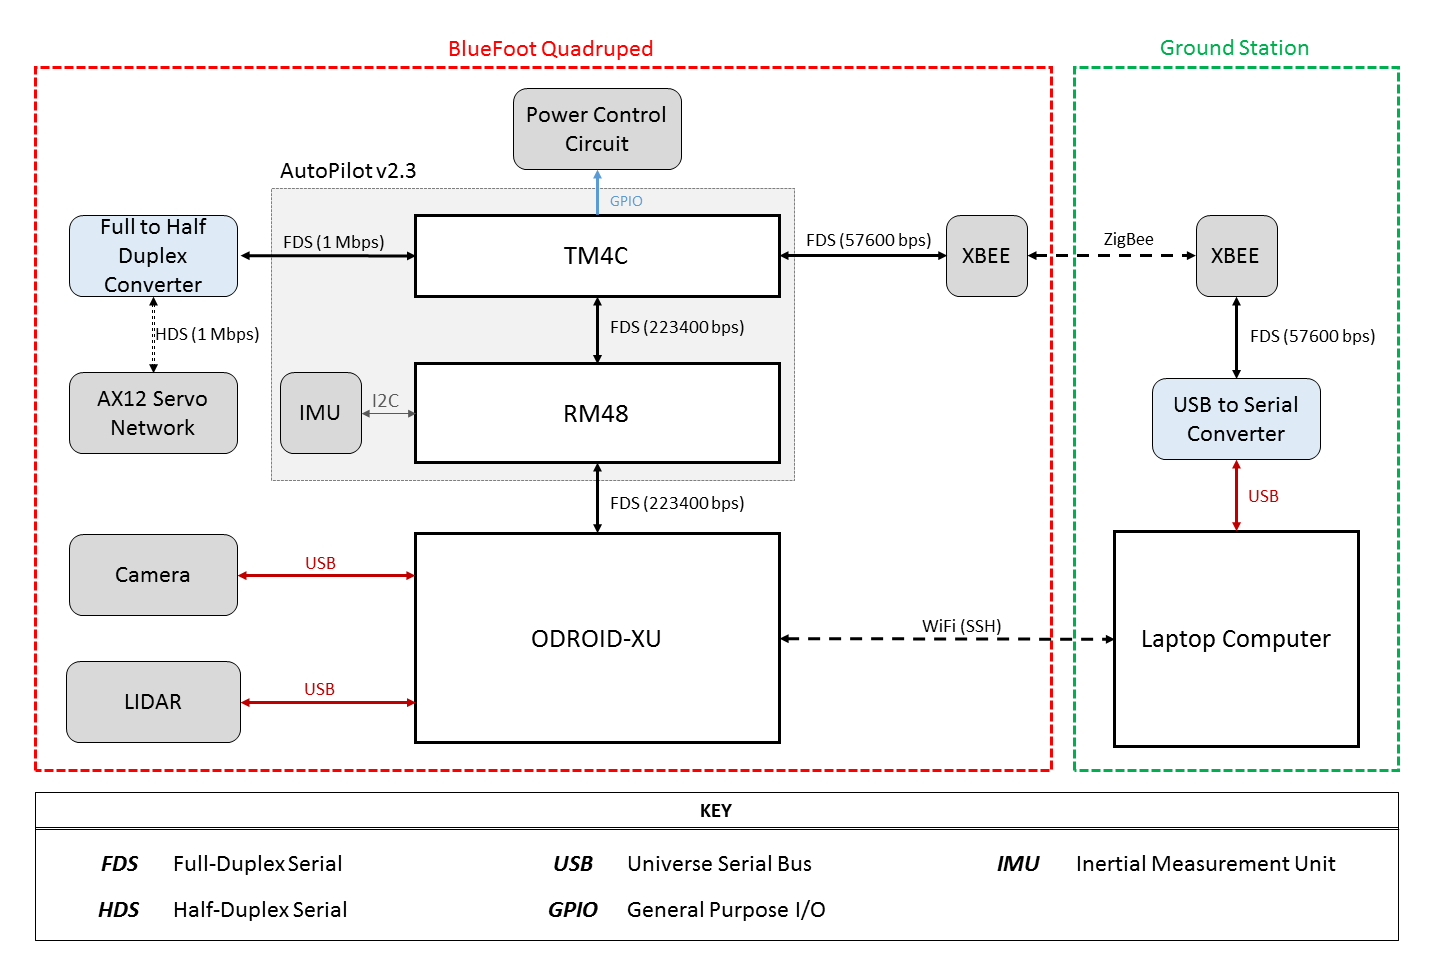 BlueFoot Quadruped
Ground Station
Power Control
Circuit
AutoPilot v2.3
GPIO
Full to Half
Duplex
Converter
FDS (1 Mbps)
TM4C
FDS (57600 bps)
XBEE
ZigBee
XBEE
HDS (1 Mbps)
FDS (223400 bps)
FDS (57600 bps)
AX12 Servo
Network
IMU
I2C
RM48
USB to Serial
Converter
FDS (223400 bps)
USB
Camera
USB
ODROID-XU
WiFi (SSH)
Laptop Computer
LIDAR
USB
KEY
FDS Full-Duplex Serial
USB Universe Serial Bus
IMU Inertial Measurement Unit
HDS Half-Duplex Serial
GPIO General Purpose I/O